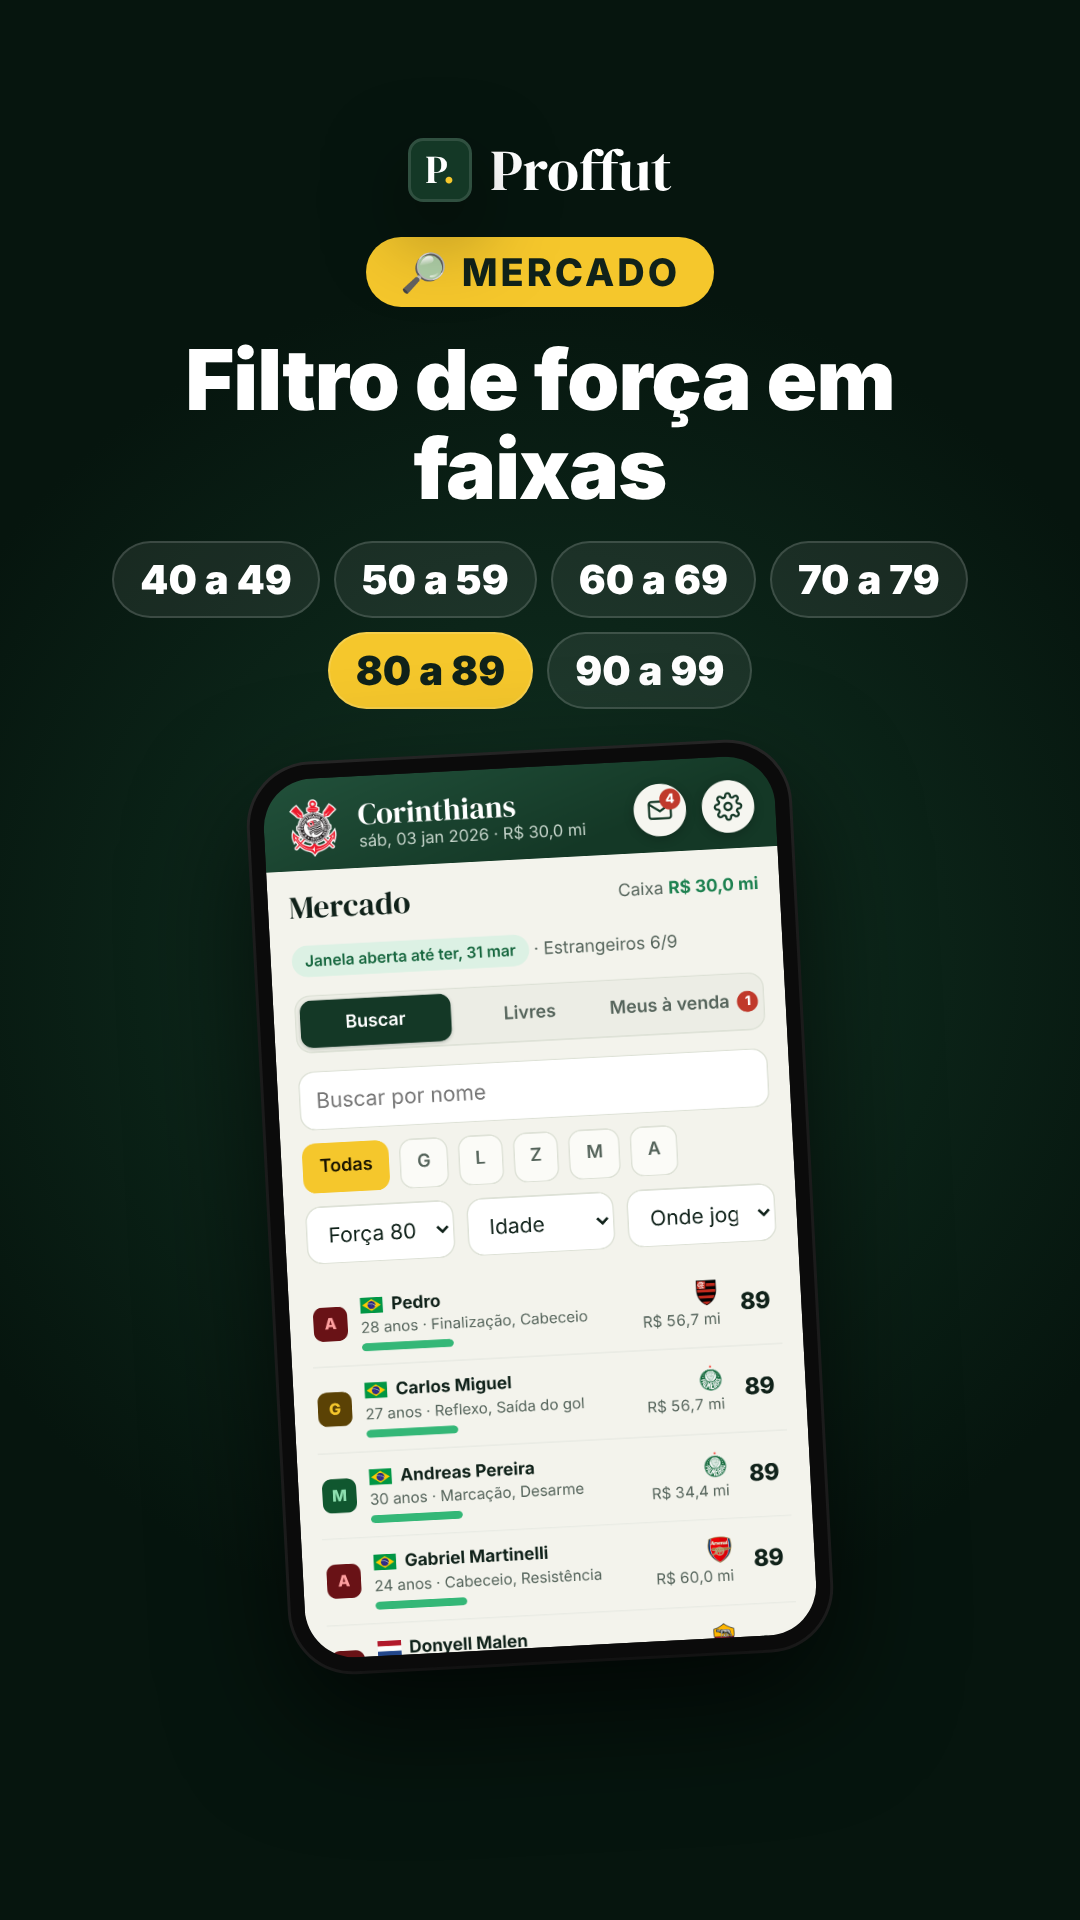 P. Proffut
MERCADO
Filtro de força em
faixas
40 a 49
50 a 59
60 a 69
70 a 79
80 a 89
90 a 99
Corinthians
4
sáb, 03 jan 2026 · R$ 30,0 mi
Mercado
Caixa R$ 30,0 mi
Janela aberta até ter, 31 mar · Estrangeiros 6/9
Buscar
Livres
Meus à venda 1
Buscar por nome
Todas
G
L
Z
M
A
Força 80
Idade
Onde jog
A
Pedro
28 anos · Finalização, Cabeceio
R$ 56,7 mi
89
G
Carlos Miguel
27 anos · Reflexo, Saída do gol
R$ 56,7 mi
89
M
Andreas Pereira
30 anos · Marcação, Desarme
R$ 34,4 mi
89
A
Gabriel Martinelli
24 anos · Cabeceio, Resistência
R$ 60,0 mi
89
Donyell Malen